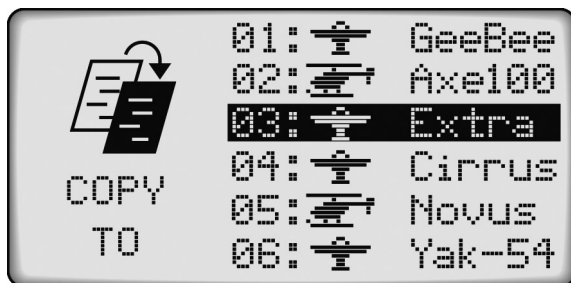 01: GeeBee
02: Axe100
03: Extra
04: Cirrus
05: Novus
06: Yak-54
COPY
TO